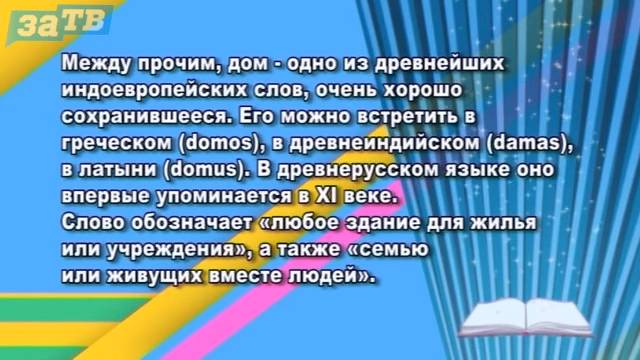 заТВ
Между прочим, дом - одно из древнейших
индоевропейских слов, очень хорошо
сохранившееся. Его можно встретить в
греческом (domos), в древнеиндийском (damas),
в латыни (domus). В древнерусском языке оно
впервые упоминается в XI веке.
Слово обозначает «любое здание для жилья
или учреждения», а также «семью
или живущих вместе людей».